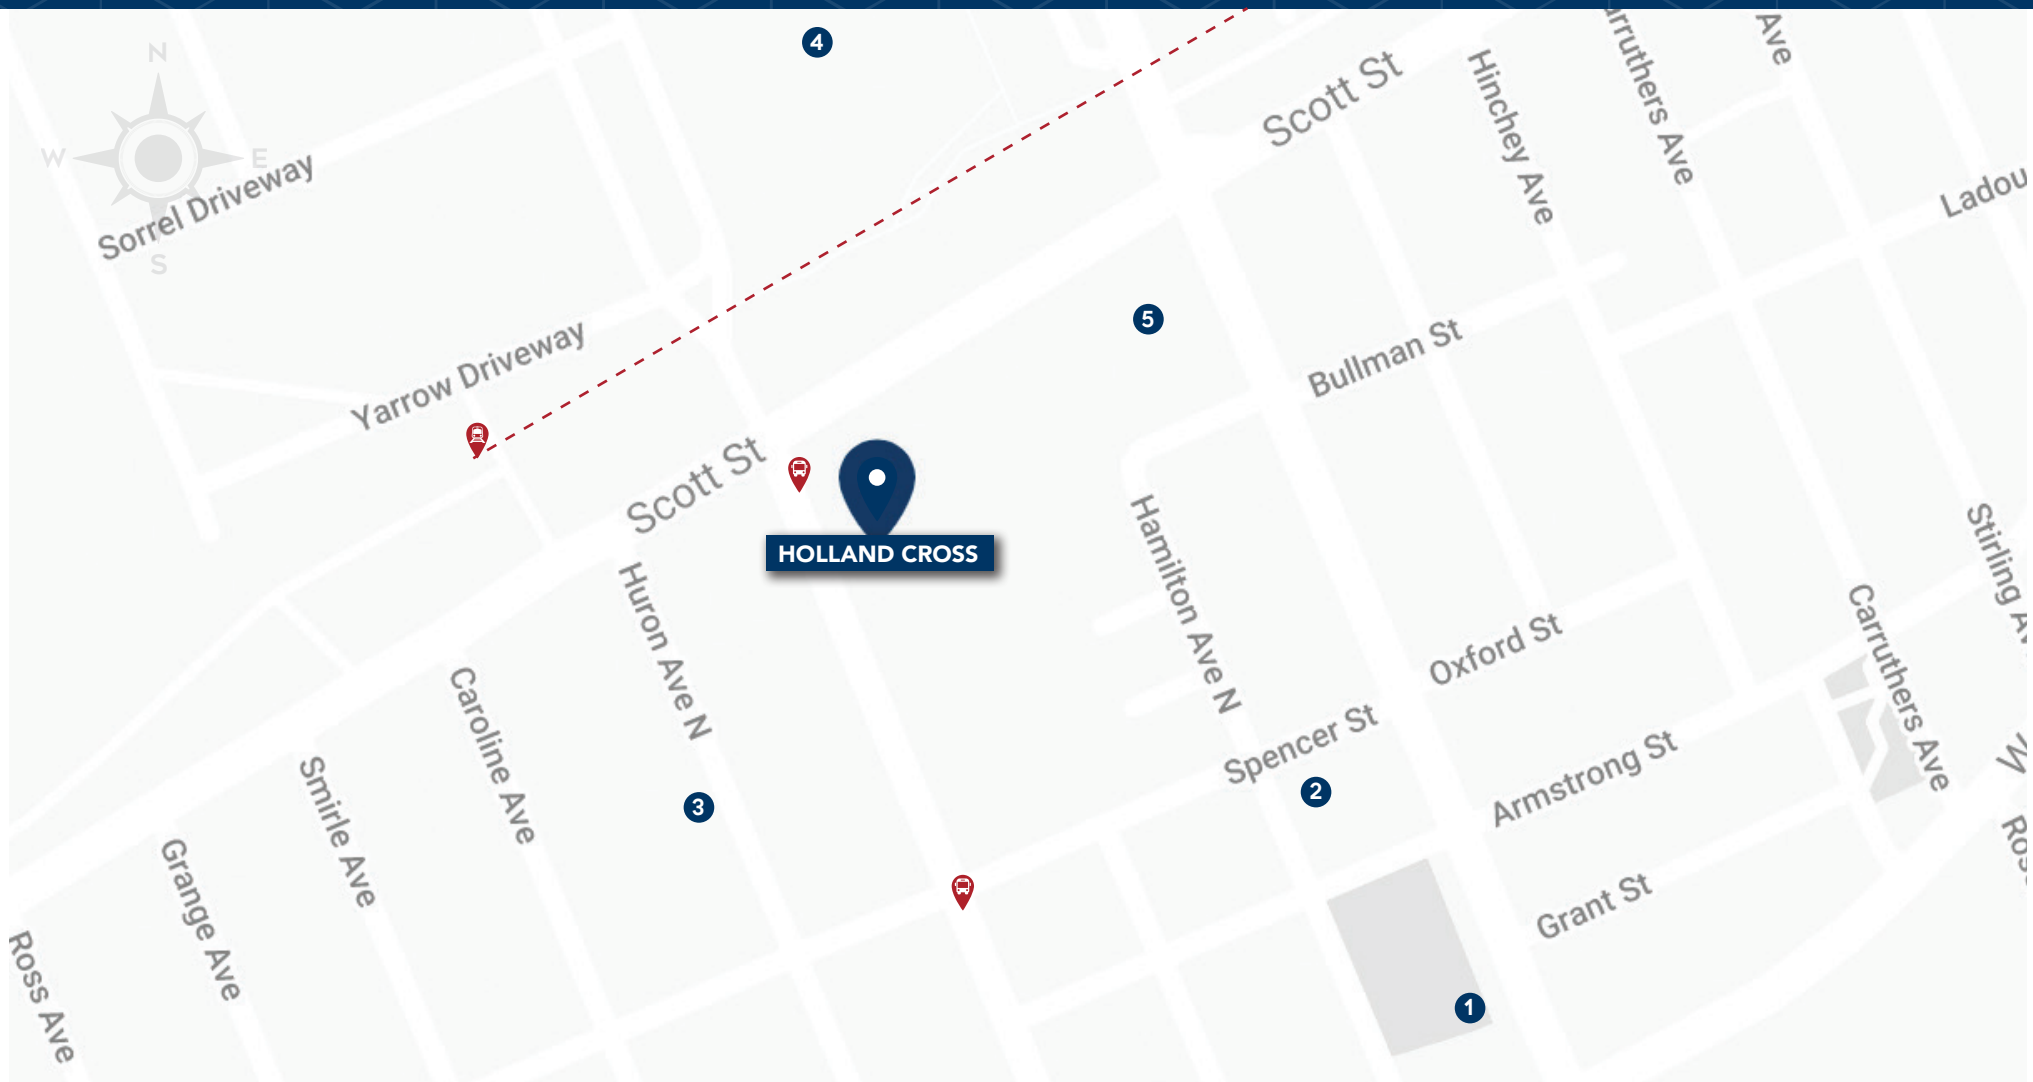 4
N
W
E
S
Sorrel Driveway
Scott St
Hinchey Ave
Ave
Ave
Yarrow Driveway
5
Bullman St
Scott St
HOLLAND CROSS
Huron Ave N
Hamilton Ave N
Stirling
Carruthers Ave
Oxford St
Caroline Ave
Spencer St
Armstrong St
Smirle Ave
3
2
Grange Ave
Grant St
Ross Ave
1